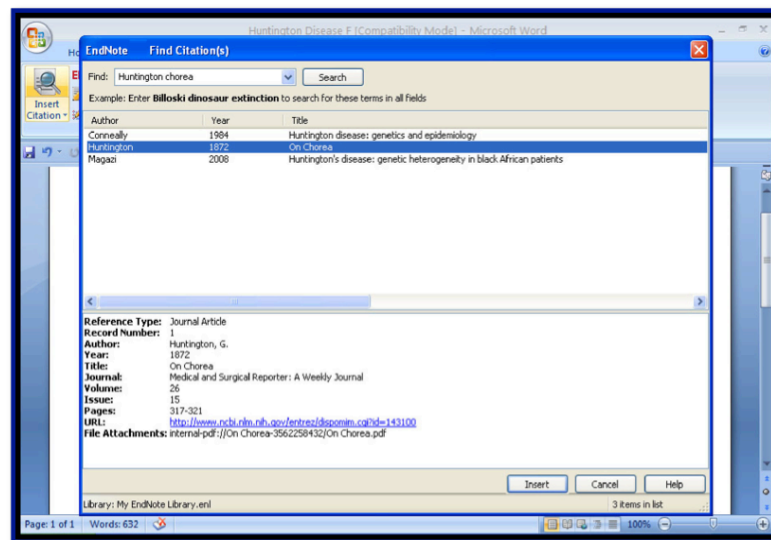 Huntington Disease F [Compatibility Mode] - Microsoft Word
EndNote Find Citation(s)
Find: Huntington chorea Search
Example: Enter Billoski dinosaur extinction to search for these terms in all fields
Insert
Citation
Author Year Title
Conneally 1984 Huntington disease: genetics and epidemiology
Huntington 1872 On Chorea
Magazi 2008 Huntington's disease: genetic heterogeneity in black African patients
Reference Type: Journal Article
Record Number: 1
Author: Huntington, G.
Year: 1872
Title: On Chorea
Journal: Medical and Surgical Reporter: A Weekly Journal
Volume: 26
Issue: 15
Pages: 317-321
URL: http://www.ncbi.nlm.nih.gov/entrez/dispomim.cgi?id=143100
File Attachments: internal-pdf://On Chorea-3562258432/On Chorea.pdf
Insert Cancel Help
Library: My EndNote Library.enl 3 items in list
Page: 1 of 1 Words: 632 100%